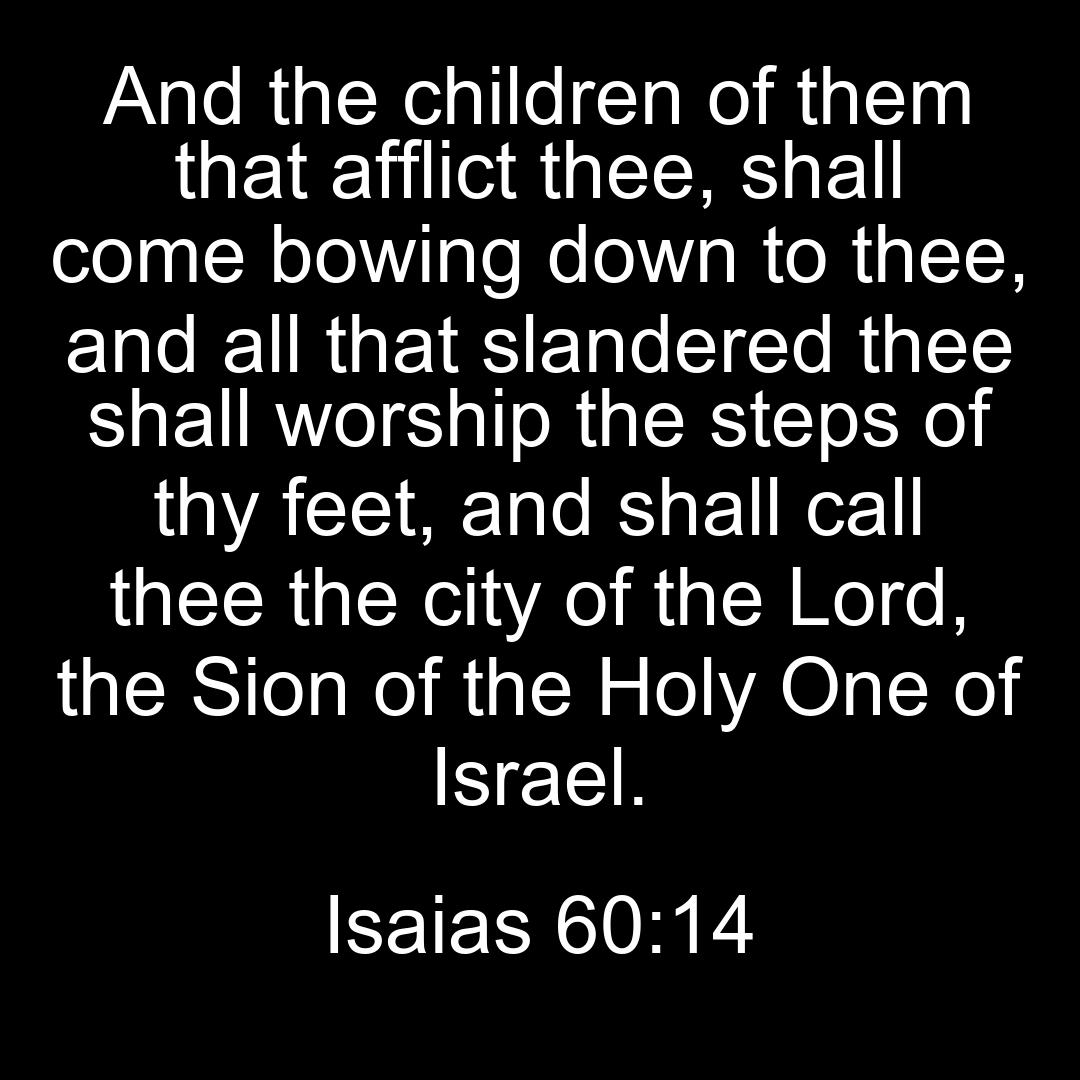 And the children of them
that afflict thee, shall
come bowing down to thee,
and all that slandered thee
shall worship the steps of
thy feet, and shall call
thee the city of the Lord,
the Sion of the Holy One of
Israel.
Isaias 60:14